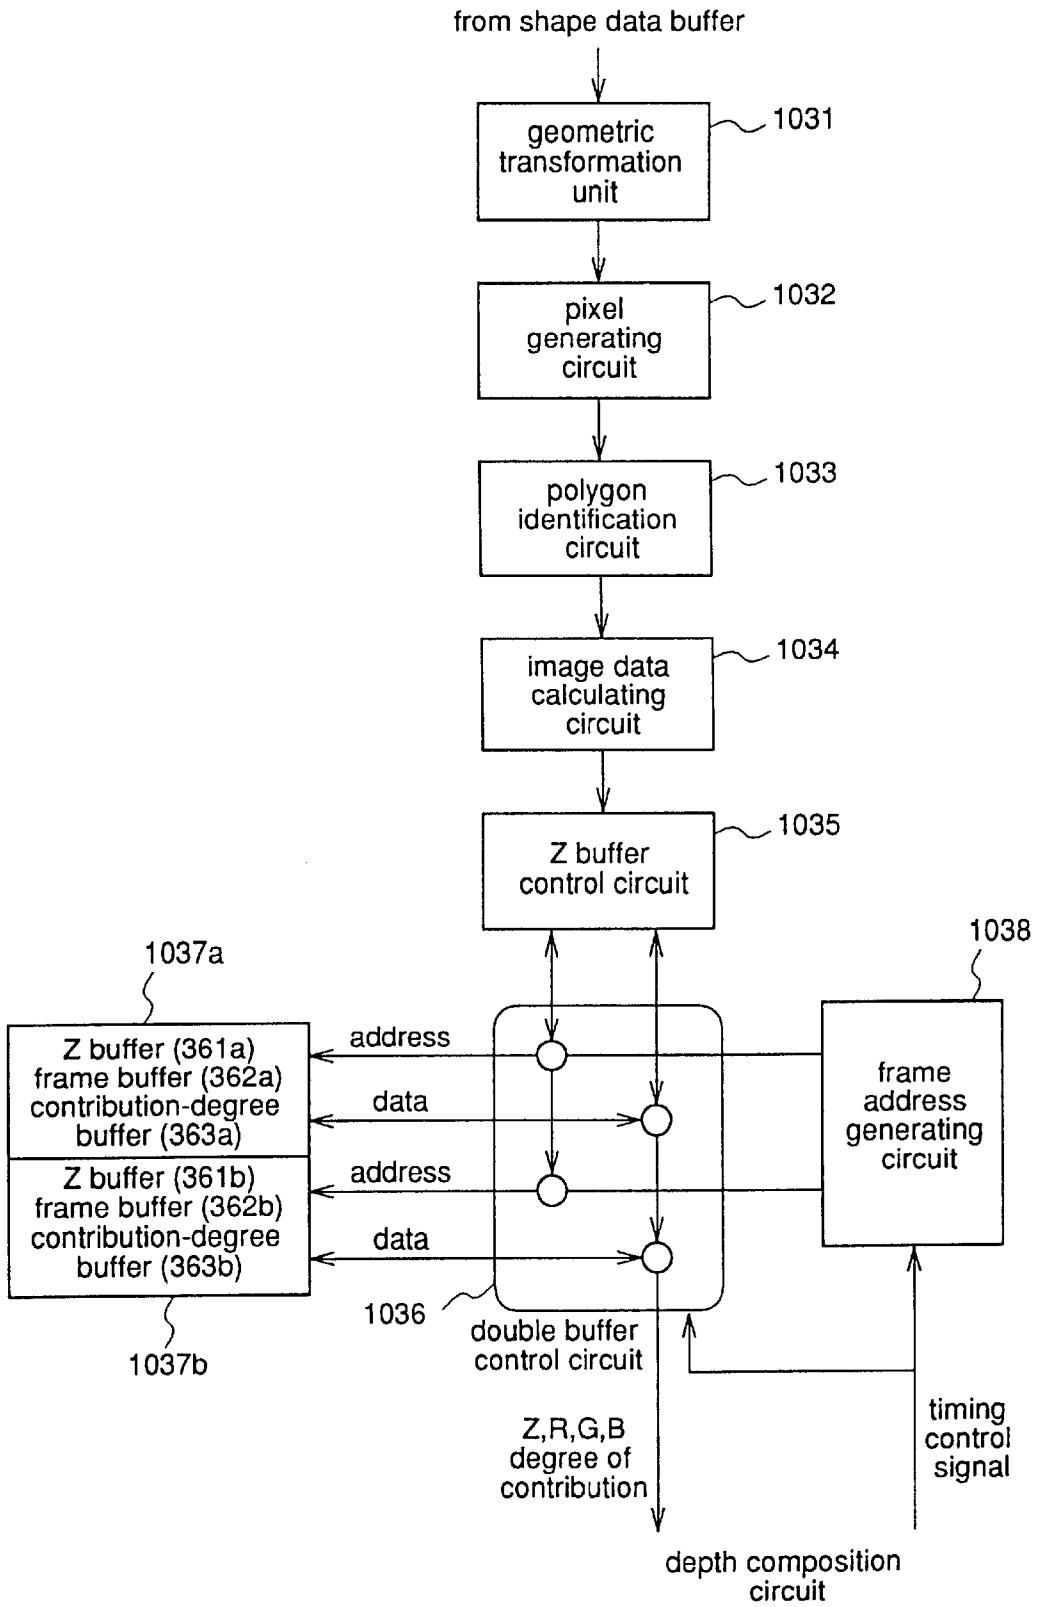 from shape data buffer
1031
geometric
transformation
unit
1032
pixel
generating
circuit
1033
polygon
identification
circuit
1034
image data
calculating
circuit
1035
Z buffer
control circuit
1037a
1038
Z buffer (361a)
frame buffer (362a)
contribution-degree
buffer (363a)
address
data
frame
address
generating
circuit
Z buffer (361b)
frame buffer (362b)
contribution-degree
buffer (363b)
address
data
1037b
1036
double buffer
control circuit
Z,R,G,B
degree of
contribution
timing
control
signal
depth composition
circuit